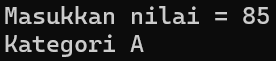 Masukkan nilai = 85
Kategori A